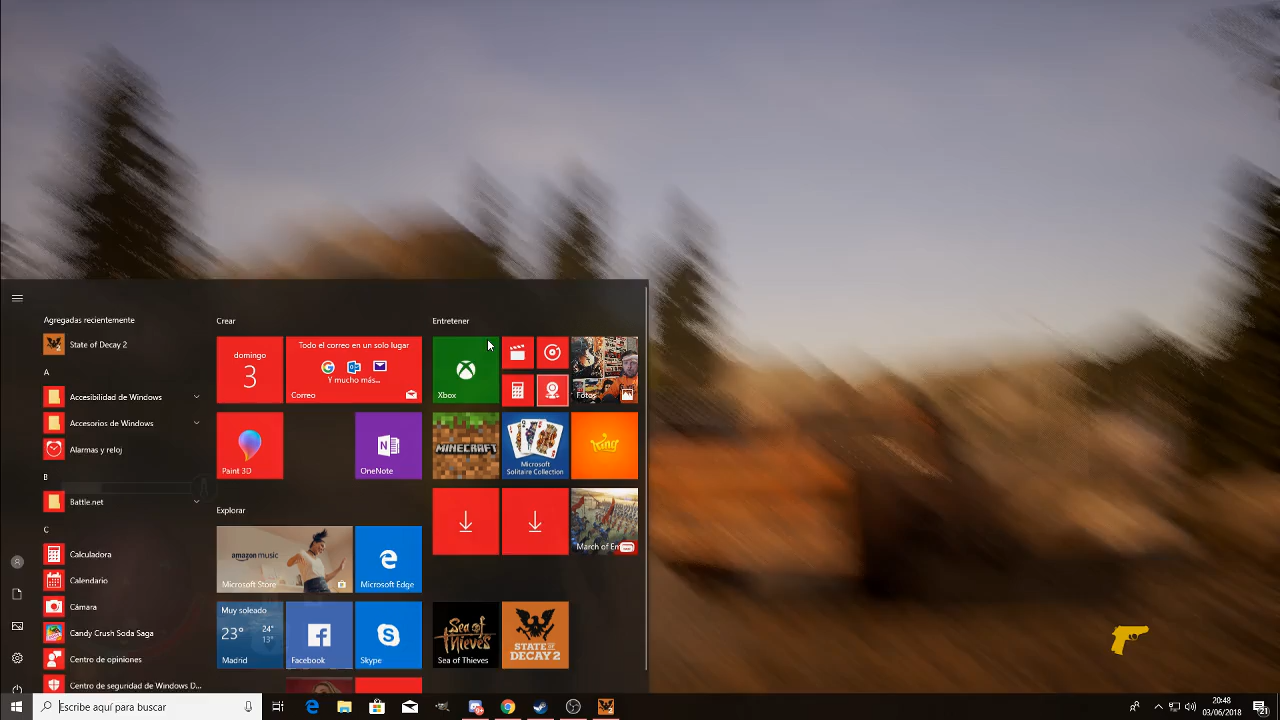 Agregadas recientemente
State of Decay 2
A
Accesibilidad de Windows
Accesorios de Windows
Alarmas y reloj
B
Battle.net
C
Calculadora
Calendario
Cámara
Candy Crush Soda Saga
Centro de opiniones
Centro de seguridad de Windows D...
Crear
domingo
3
Todo el correo en un solo lugar
Y mucho más...
Correo
Paint 3D
OneNote
Explorar
amazon music
Microsoft Store
Microsoft Edge
Muy soleado
23° 24°
13°
Madrid
Facebook
Skype
Entretener
Xbox
Fotos
MINECRAFT
Microsoft
Solitaire Collection
King
March of Em
Sea of
Thieves
Sea of Thieves
STATE OF
DECAY 2
Escribe aquí para buscar
20:48
03/06/2018